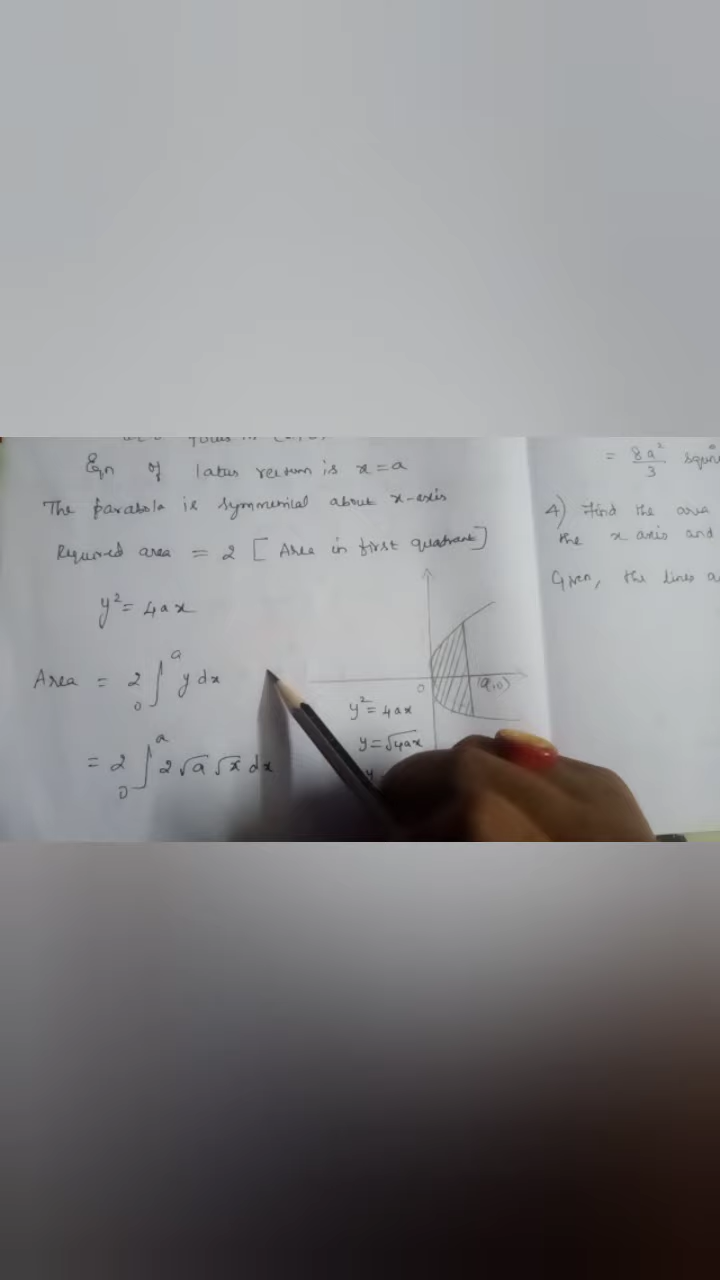 Eqn of latus rectum is x = a
The parabola is symmetrical about x-axis
Required area = 2 [ Area in first quadrant ]
y² = 4ax
Area = 2 ∫₀ᵃ y dx
= 2 ∫₀ᵃ 2 √a √x dx
0 (a,0)
y² = 4ax
y = √4ax
y
= 8a²/3
4) Find the area
the x axis and
Given, the lines a